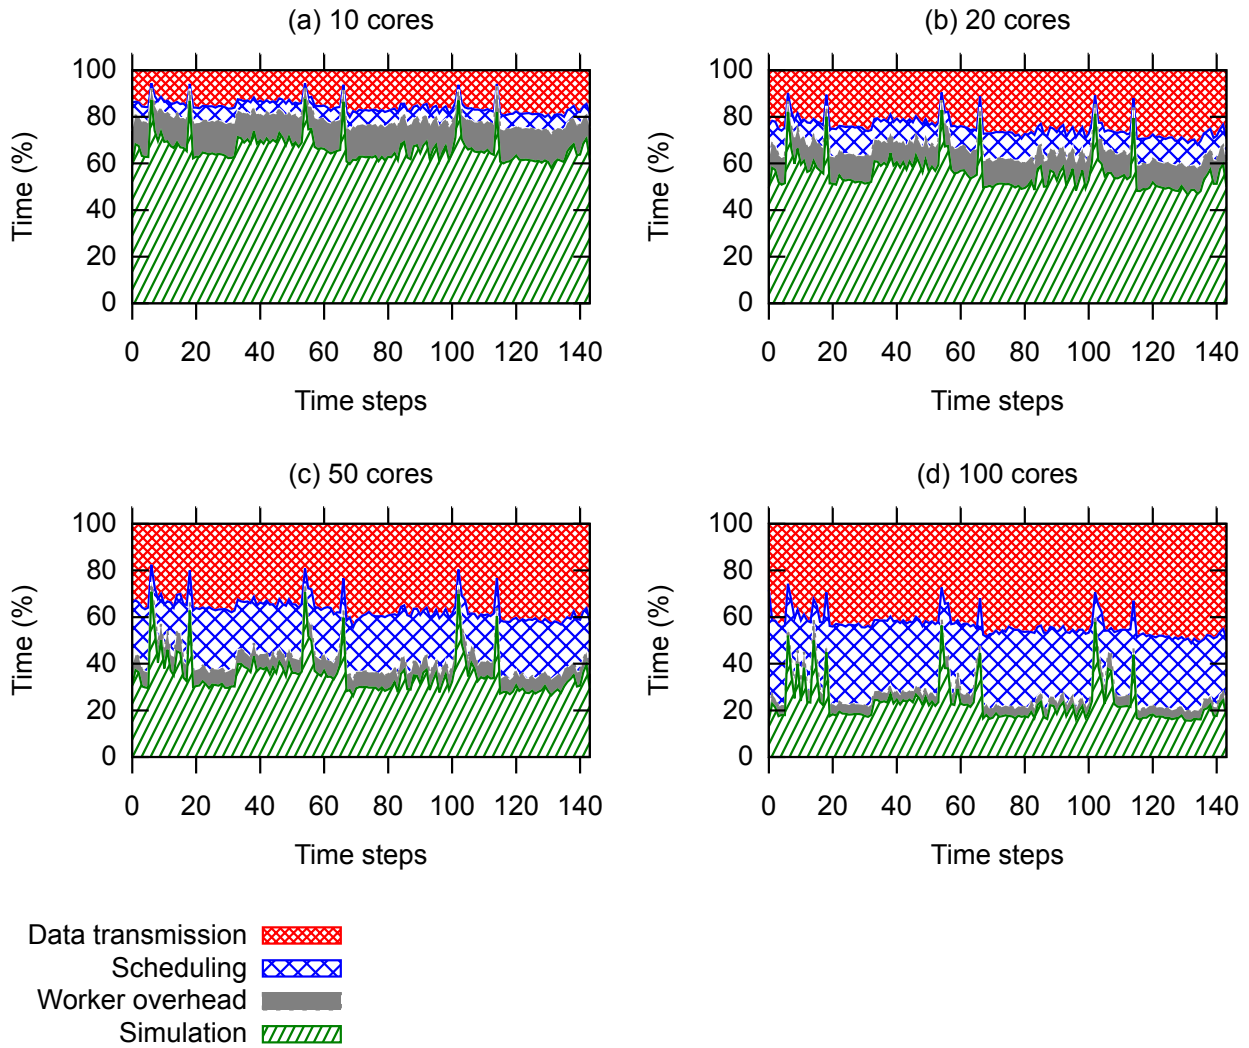 (a) 10 cores
100
80
60
40
20
0
Time (%)
0 20 40 60 80 100 120 140
Time steps
(b) 20 cores
100
80
60
40
20
0
Time (%)
0 20 40 60 80 100 120 140
Time steps
(c) 50 cores
100
80
60
40
20
0
Time (%)
0 20 40 60 80 100 120 140
Time steps
(d) 100 cores
100
80
60
40
20
0
Time (%)
0 20 40 60 80 100 120 140
Time steps
Data transmission
Scheduling
Worker overhead
Simulation